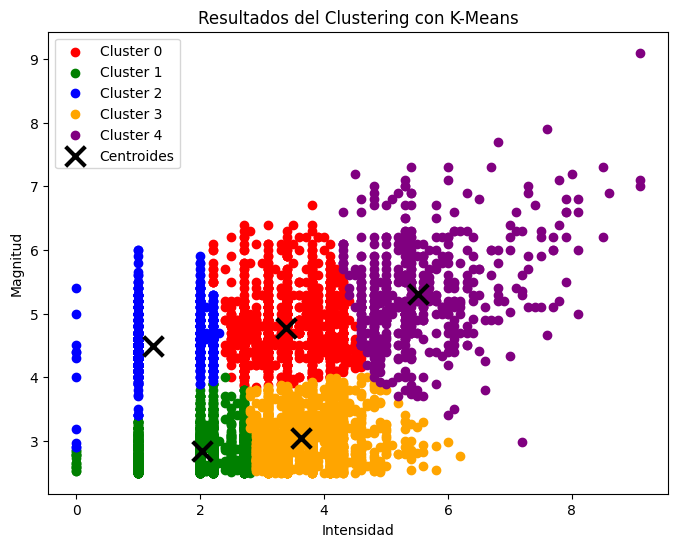 Resultados del Clustering con K-Means
Cluster 0
Cluster 1
Cluster 2
Cluster 3
Cluster 4
Centroides
Magnitud
9
8
7
6
5
4
3
0 2 4 6 8
Intensidad